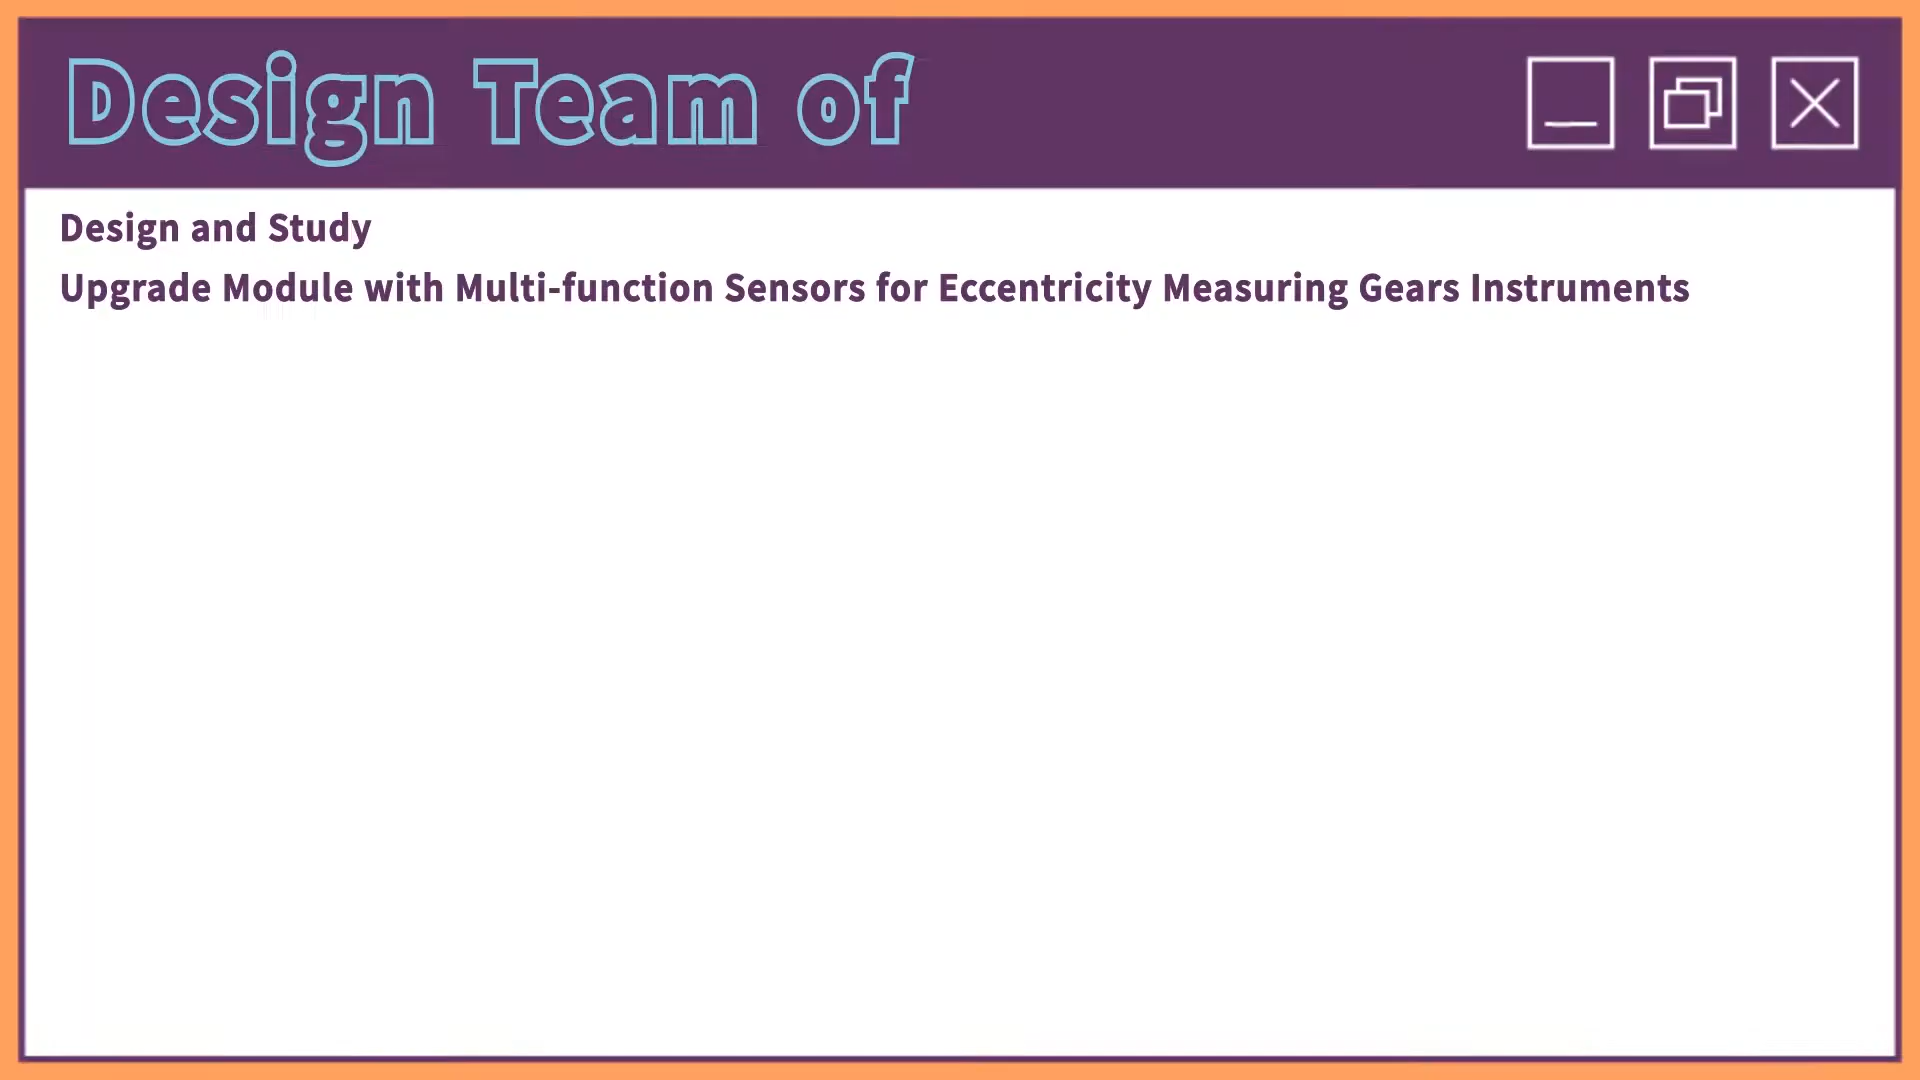 Design Team of
Design and Study
Upgrade Module with Multi-function Sensors for Eccentricity Measuring Gears Instruments